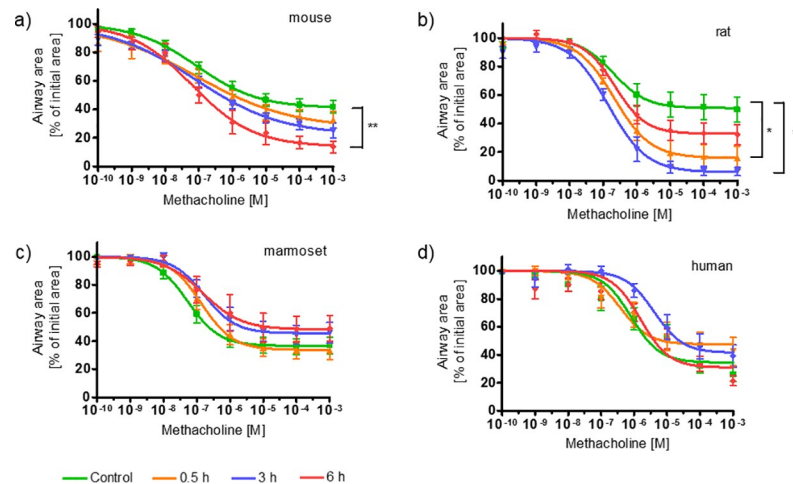 a)
mouse
Airway area
[% of initial area]
100
80
60
40
20
0
**
10-10 10-9 10-8 10-7 10-6 10-5 10-4 10-3
Methacholine [M]
b)
rat
Airway area
[% of initial area]
100
80
60
40
20
0
*
10-10 10-9 10-8 10-7 10-6 10-5 10-4 10-3
Methacholine [M]
c)
marmoset
Airway area
[% of initial area]
100
80
60
40
20
0
10-10 10-9 10-8 10-7 10-6 10-5 10-4 10-3
Methacholine [M]
d)
human
Airway area
[% of initial area]
100
80
60
40
20
0
10-10 10-9 10-8 10-7 10-6 10-5 10-4 10-3
Methacholine [M]
Control 0.5 h 3 h 6 h